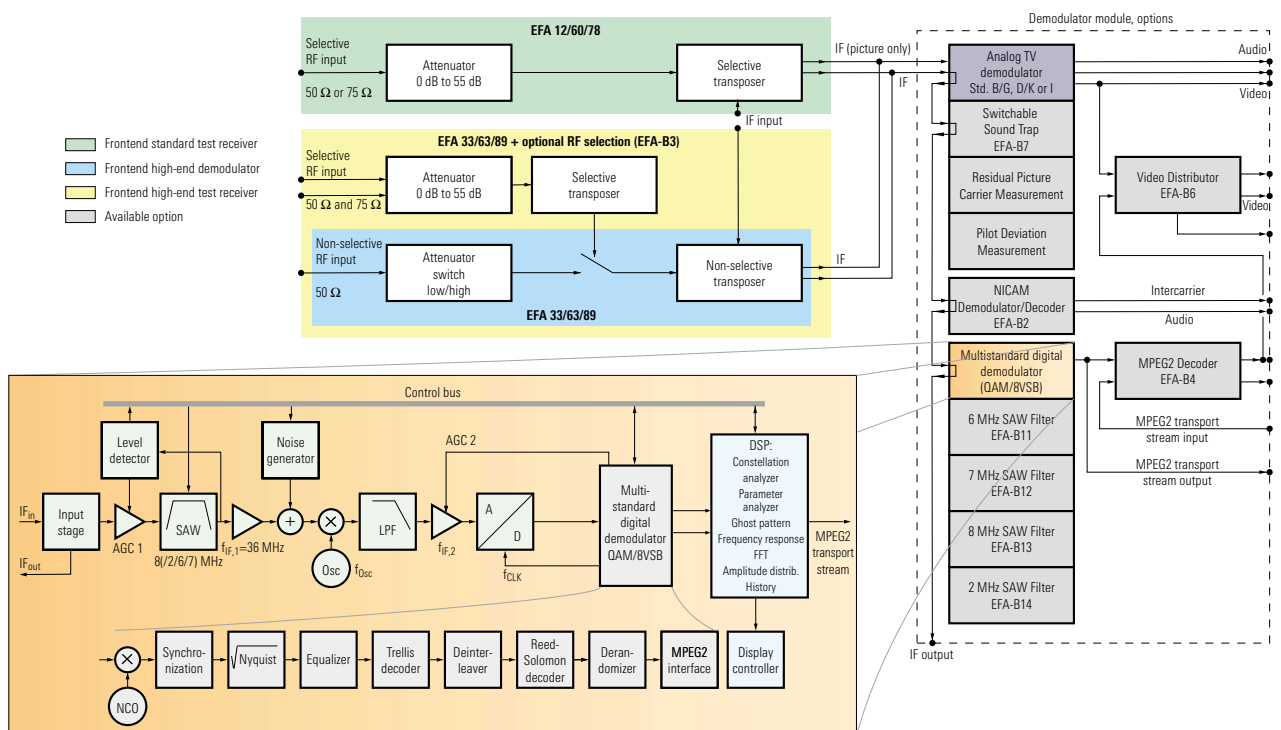 EFA 12/60/78
Selective
RF input
50 Ω or 75 Ω
Attenuator
0 dB to 55 dB
Selective
transposer
IF (picture only)
IF
IF input
Frontend standard test receiver
Frontend high-end demodulator
Frontend high-end test receiver
Available option
EFA 33/63/89 + optional RF selection (EFA-B3)
Selective
RF input
50 Ω and 75 Ω
Attenuator
0 dB to 55 dB
Selective
transposer
Non-selective
RF input
50 Ω
Attenuator
switch
low/high
Non-selective
transposer
IF
EFA 33/63/89
Demodulator module, options
Analog TV
demodulator
Std. B/G, D/K or I
Audio
Video
Switchable
Sound Trap
EFA-B7
Residual Picture
Carrier Measurement
Pilot Deviation
Measurement
Video Distributor
EFA-B6
Video
NICAM
Demodulator/Decoder
EFA-B2
Intercarrier
Audio
Multistandard digital
demodulator
(QAM/8VSB)
MPEG2 Decoder
EFA-B4
6 MHz SAW Filter
EFA-B11
MPEG2 transport
stream input
7 MHz SAW Filter
EFA-B12
MPEG2 transport
stream output
8 MHz SAW Filter
EFA-B13
2 MHz SAW Filter
EFA-B14
IF output
Control bus
Level
detector
Noise
generator
AGC 2
IFin
Input
stage
IFout
AGC 1
SAW
8(/2/6/7) MHz
fIF,1=36 MHz
+
×
Osc
fOsc
LPF
fIF,2
A
D
fCLK
Multi-
standard
digital
demodulator
QAM/8VSB
DSP:
Constellation
analyzer
Parameter
analyzer
Ghost pattern
Frequency response
FFT
Amplitude distrib.
History
MPEG2
transport
stream
×
NCO
Synchro-
nization
√Nyquist
Equalizer
Trellis
decoder
Deinter-
leaver
Reed-
Solomon
decoder
Deran-
domizer
MPEG2
interface
Display
controller